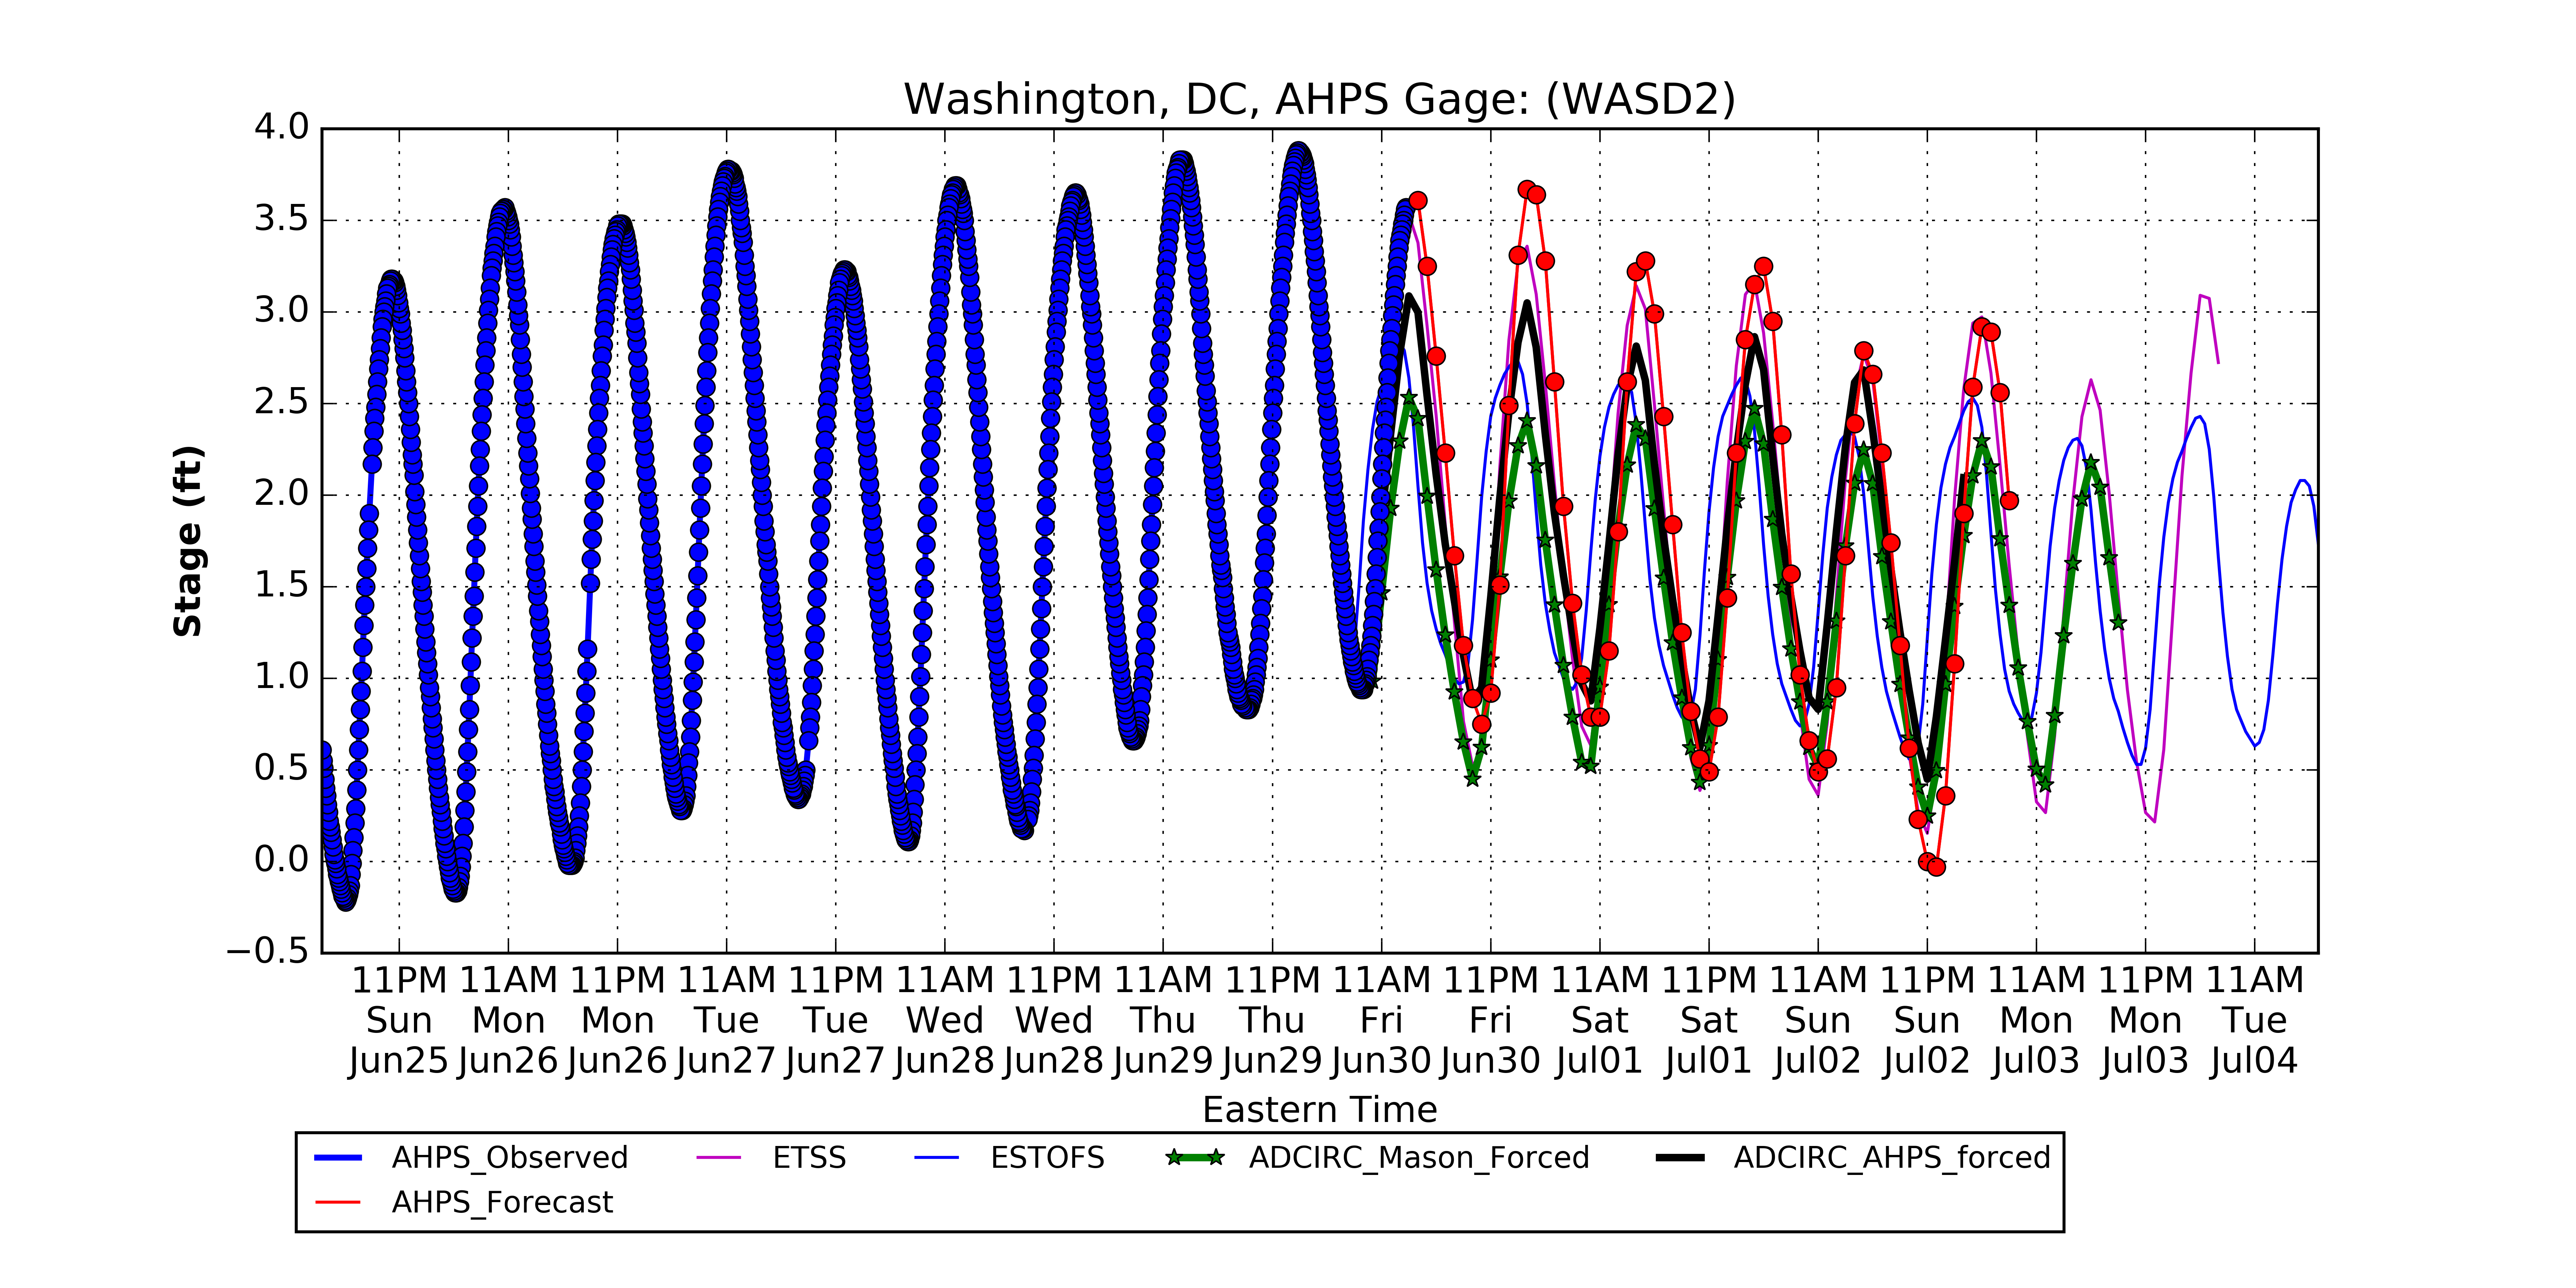 Washington, DC, AHPS Gage: (WASD2)
4.0
3.5
3.0
2.5
2.0
1.5
1.0
0.5
0.0
−0.5
Stage (ft)
11PM 11AM 11PM 11AM 11PM 11AM 11PM 11AM 11PM 11AM 11PM 11AM 11PM 11AM 11PM 11AM 11PM 11AM
Sun Mon Mon Tue Tue Wed Wed Thu Thu Fri Fri Sat Sat Sun Sun Mon Mon Tue
Jun25 Jun26 Jun26 Jun27 Jun27 Jun28 Jun28 Jun29 Jun29 Jun30 Jun30 Jul01 Jul01 Jul02 Jul02 Jul03 Jul03 Jul04
Eastern Time
AHPS_Observed ETSS ESTOFS ADCIRC_Mason_Forced ADCIRC_AHPS_forced
AHPS_Forecast